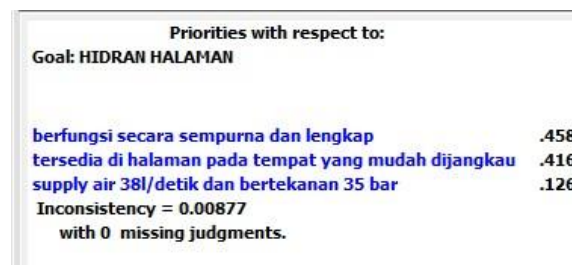 Priorities with respect to:
Goal: HIDRAN HALAMAN
berfungsi secara sempurna dan lengkap .458
tersedia di halaman pada tempat yang mudah dijangkau .416
supply air 38l/detik dan bertekanan 35 bar .126
Inconsistency = 0.00877
with 0 missing judgments.